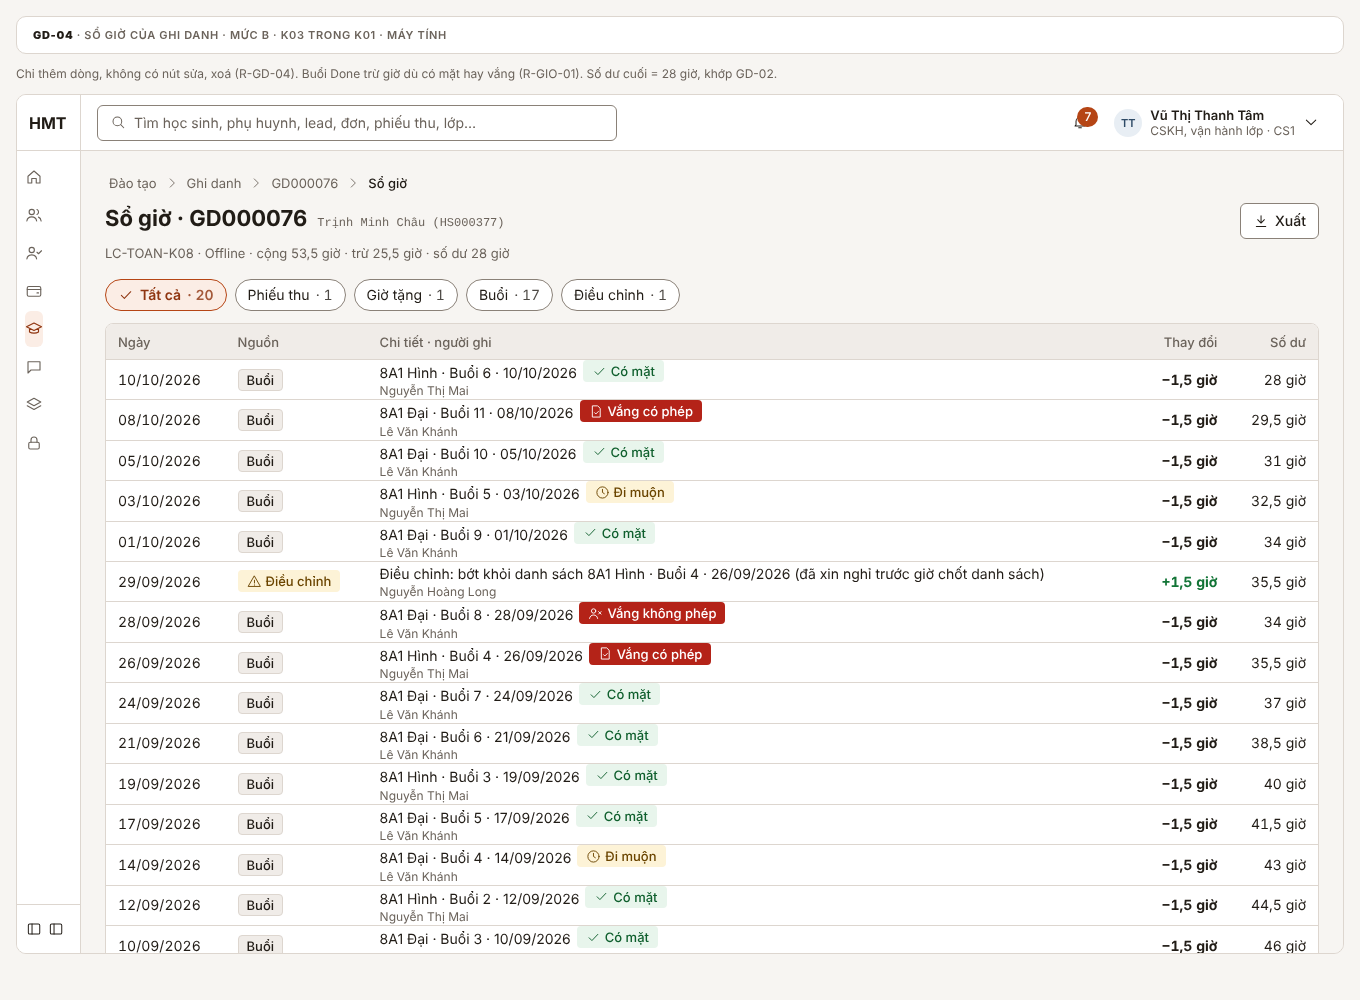 GD-04 · SỔ GIỜ CỦA GHI DANH · MỨC B · K03 TRONG K01 · MÁY TÍNH
Chỉ thêm dòng, không có nút sửa, xoá (R-GD-04). Buổi Done trừ giờ dù có mặt hay vắng (R-GIO-01). Số dư cuối = 28 giờ, khớp GD-02.
HMT
Tìm học sinh, phụ huynh, lead, đơn, phiếu thu, lớp...
7
TT
Vũ Thị Thanh Tâm
CSKH, vận hành lớp · CS1
Đào tạo > Ghi danh > GD000076 > Sổ giờ
Sổ giờ · GD000076 Trịnh Minh Châu (HS000377)
Xuất
LC-TOAN-K08 · Offline · cộng 53,5 giờ · trừ 25,5 giờ · số dư 28 giờ
Tất cả · 20 Phiếu thu · 1 Giờ tặng · 1 Buổi · 17 Điều chỉnh · 1
Ngày Nguồn Chi tiết · người ghi Thay đổi Số dư
10/10/2026 Buổi 8A1 Hình · Buổi 6 · 10/10/2026 Có mặt −1,5 giờ 28 giờ
Nguyễn Thị Mai
08/10/2026 Buổi 8A1 Đại · Buổi 11 · 08/10/2026 Vắng có phép −1,5 giờ 29,5 giờ
Lê Văn Khánh
05/10/2026 Buổi 8A1 Đại · Buổi 10 · 05/10/2026 Có mặt −1,5 giờ 31 giờ
Lê Văn Khánh
03/10/2026 Buổi 8A1 Hình · Buổi 5 · 03/10/2026 Đi muộn −1,5 giờ 32,5 giờ
Nguyễn Thị Mai
01/10/2026 Buổi 8A1 Đại · Buổi 9 · 01/10/2026 Có mặt −1,5 giờ 34 giờ
Lê Văn Khánh
29/09/2026 Điều chỉnh Điều chỉnh: bớt khỏi danh sách 8A1 Hình · Buổi 4 · 26/09/2026 (đã xin nghỉ trước giờ chốt danh sách) +1,5 giờ 35,5 giờ
Nguyễn Hoàng Long
28/09/2026 Buổi 8A1 Đại · Buổi 8 · 28/09/2026 Vắng không phép −1,5 giờ 34 giờ
Lê Văn Khánh
26/09/2026 Buổi 8A1 Hình · Buổi 4 · 26/09/2026 Vắng có phép −1,5 giờ 35,5 giờ
Nguyễn Thị Mai
24/09/2026 Buổi 8A1 Đại · Buổi 7 · 24/09/2026 Có mặt −1,5 giờ 37 giờ
Lê Văn Khánh
21/09/2026 Buổi 8A1 Đại · Buổi 6 · 21/09/2026 Có mặt −1,5 giờ 38,5 giờ
Lê Văn Khánh
19/09/2026 Buổi 8A1 Hình · Buổi 3 · 19/09/2026 Có mặt −1,5 giờ 40 giờ
Nguyễn Thị Mai
17/09/2026 Buổi 8A1 Đại · Buổi 5 · 17/09/2026 Có mặt −1,5 giờ 41,5 giờ
Lê Văn Khánh
14/09/2026 Buổi 8A1 Đại · Buổi 4 · 14/09/2026 Đi muộn −1,5 giờ 43 giờ
Lê Văn Khánh
12/09/2026 Buổi 8A1 Hình · Buổi 2 · 12/09/2026 Có mặt −1,5 giờ 44,5 giờ
Nguyễn Thị Mai
10/09/2026 Buổi 8A1 Đại · Buổi 3 · 10/09/2026 Có mặt −1,5 giờ 46 giờ